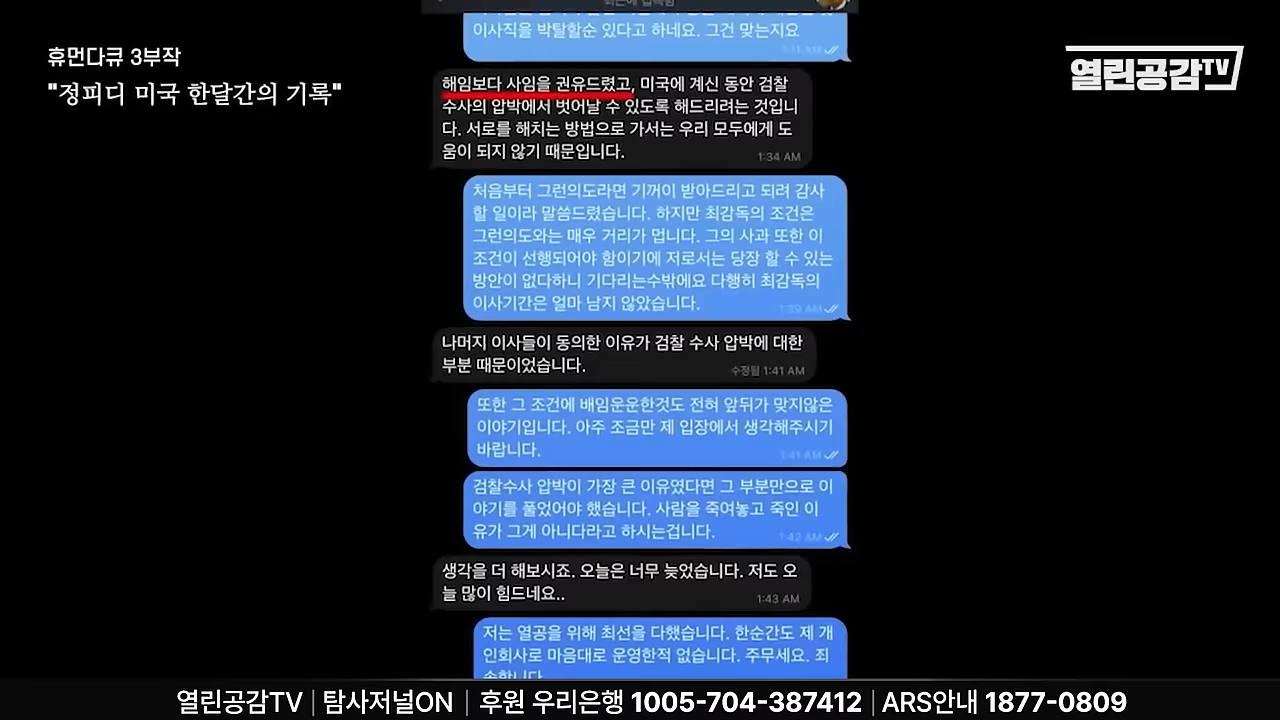 휴먼다큐 3부작
"정피디 미국 한달간의 기록"
열린공감TV
이사직을 박탈할순 있다고 하네요. 그건 맞는지요
해임보다 사임을 권유드렸고, 미국에 계신 동안 검찰
수사의 압박에서 벗어날 수 있도록 해드리려는 것입니
다. 서로를 해치는 방법으로 가서는 우리 모두에게 도
움이 되지 않기 때문입니다.
1:34 AM
처음부터 그런의도라면 기꺼이 받아드리고 되려 감사
할 일이라 말씀드렸습니다. 하지만 최감독의 조건은
그런의도와는 매우 거리가 멉니다. 그의 사과 또한 이
조건이 선행되어야 함이기에 저로서는 당장 할 수 있는
방안이 없다하니 기다리는수밖에요 다행히 최감독의
이사기간은 얼마 남지 않았습니다.
1:39 AM
나머지 이사들이 동의한 이유가 검찰 수사 압박에 대한
부분 때문이었습니다.
수정됨 1:41 AM
또한 그 조건에 배임운운한것도 전혀 앞뒤가 맞지않은
이야기입니다. 아주 조금만 제 입장에서 생각해주시기
바랍니다.
1:41 AM
검찰수사 압박이 가장 큰 이유였다면 그 부분만으로 이
야기를 풀었어야 했습니다. 사람을 죽여놓고 죽인 이
유가 그게 아니다라고 하시는겁니다.
1:42 AM
생각을 더 해보시죠. 오늘은 너무 늦었습니다. 저도 오
늘 많이 힘드네요..
1:43 AM
저는 열공을 위해 최선을 다했습니다. 한순간도 제 개
인회사로 마음대로 운영한적 없습니다. 주무세요. 죄
송합니다
열린공감TV | 탐사저널ON | 후원 우리은행 1005-704-387412 | ARS안내 1877-0809